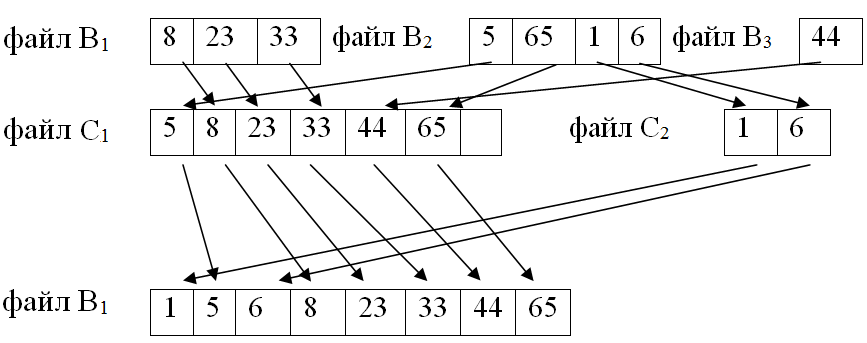 файл B1 8 23 33 файл B2 5 65 1 6 файл B3 44
файл C1 5 8 23 33 44 65 файл C2 1 6
файл B1 1 5 6 8 23 33 44 65